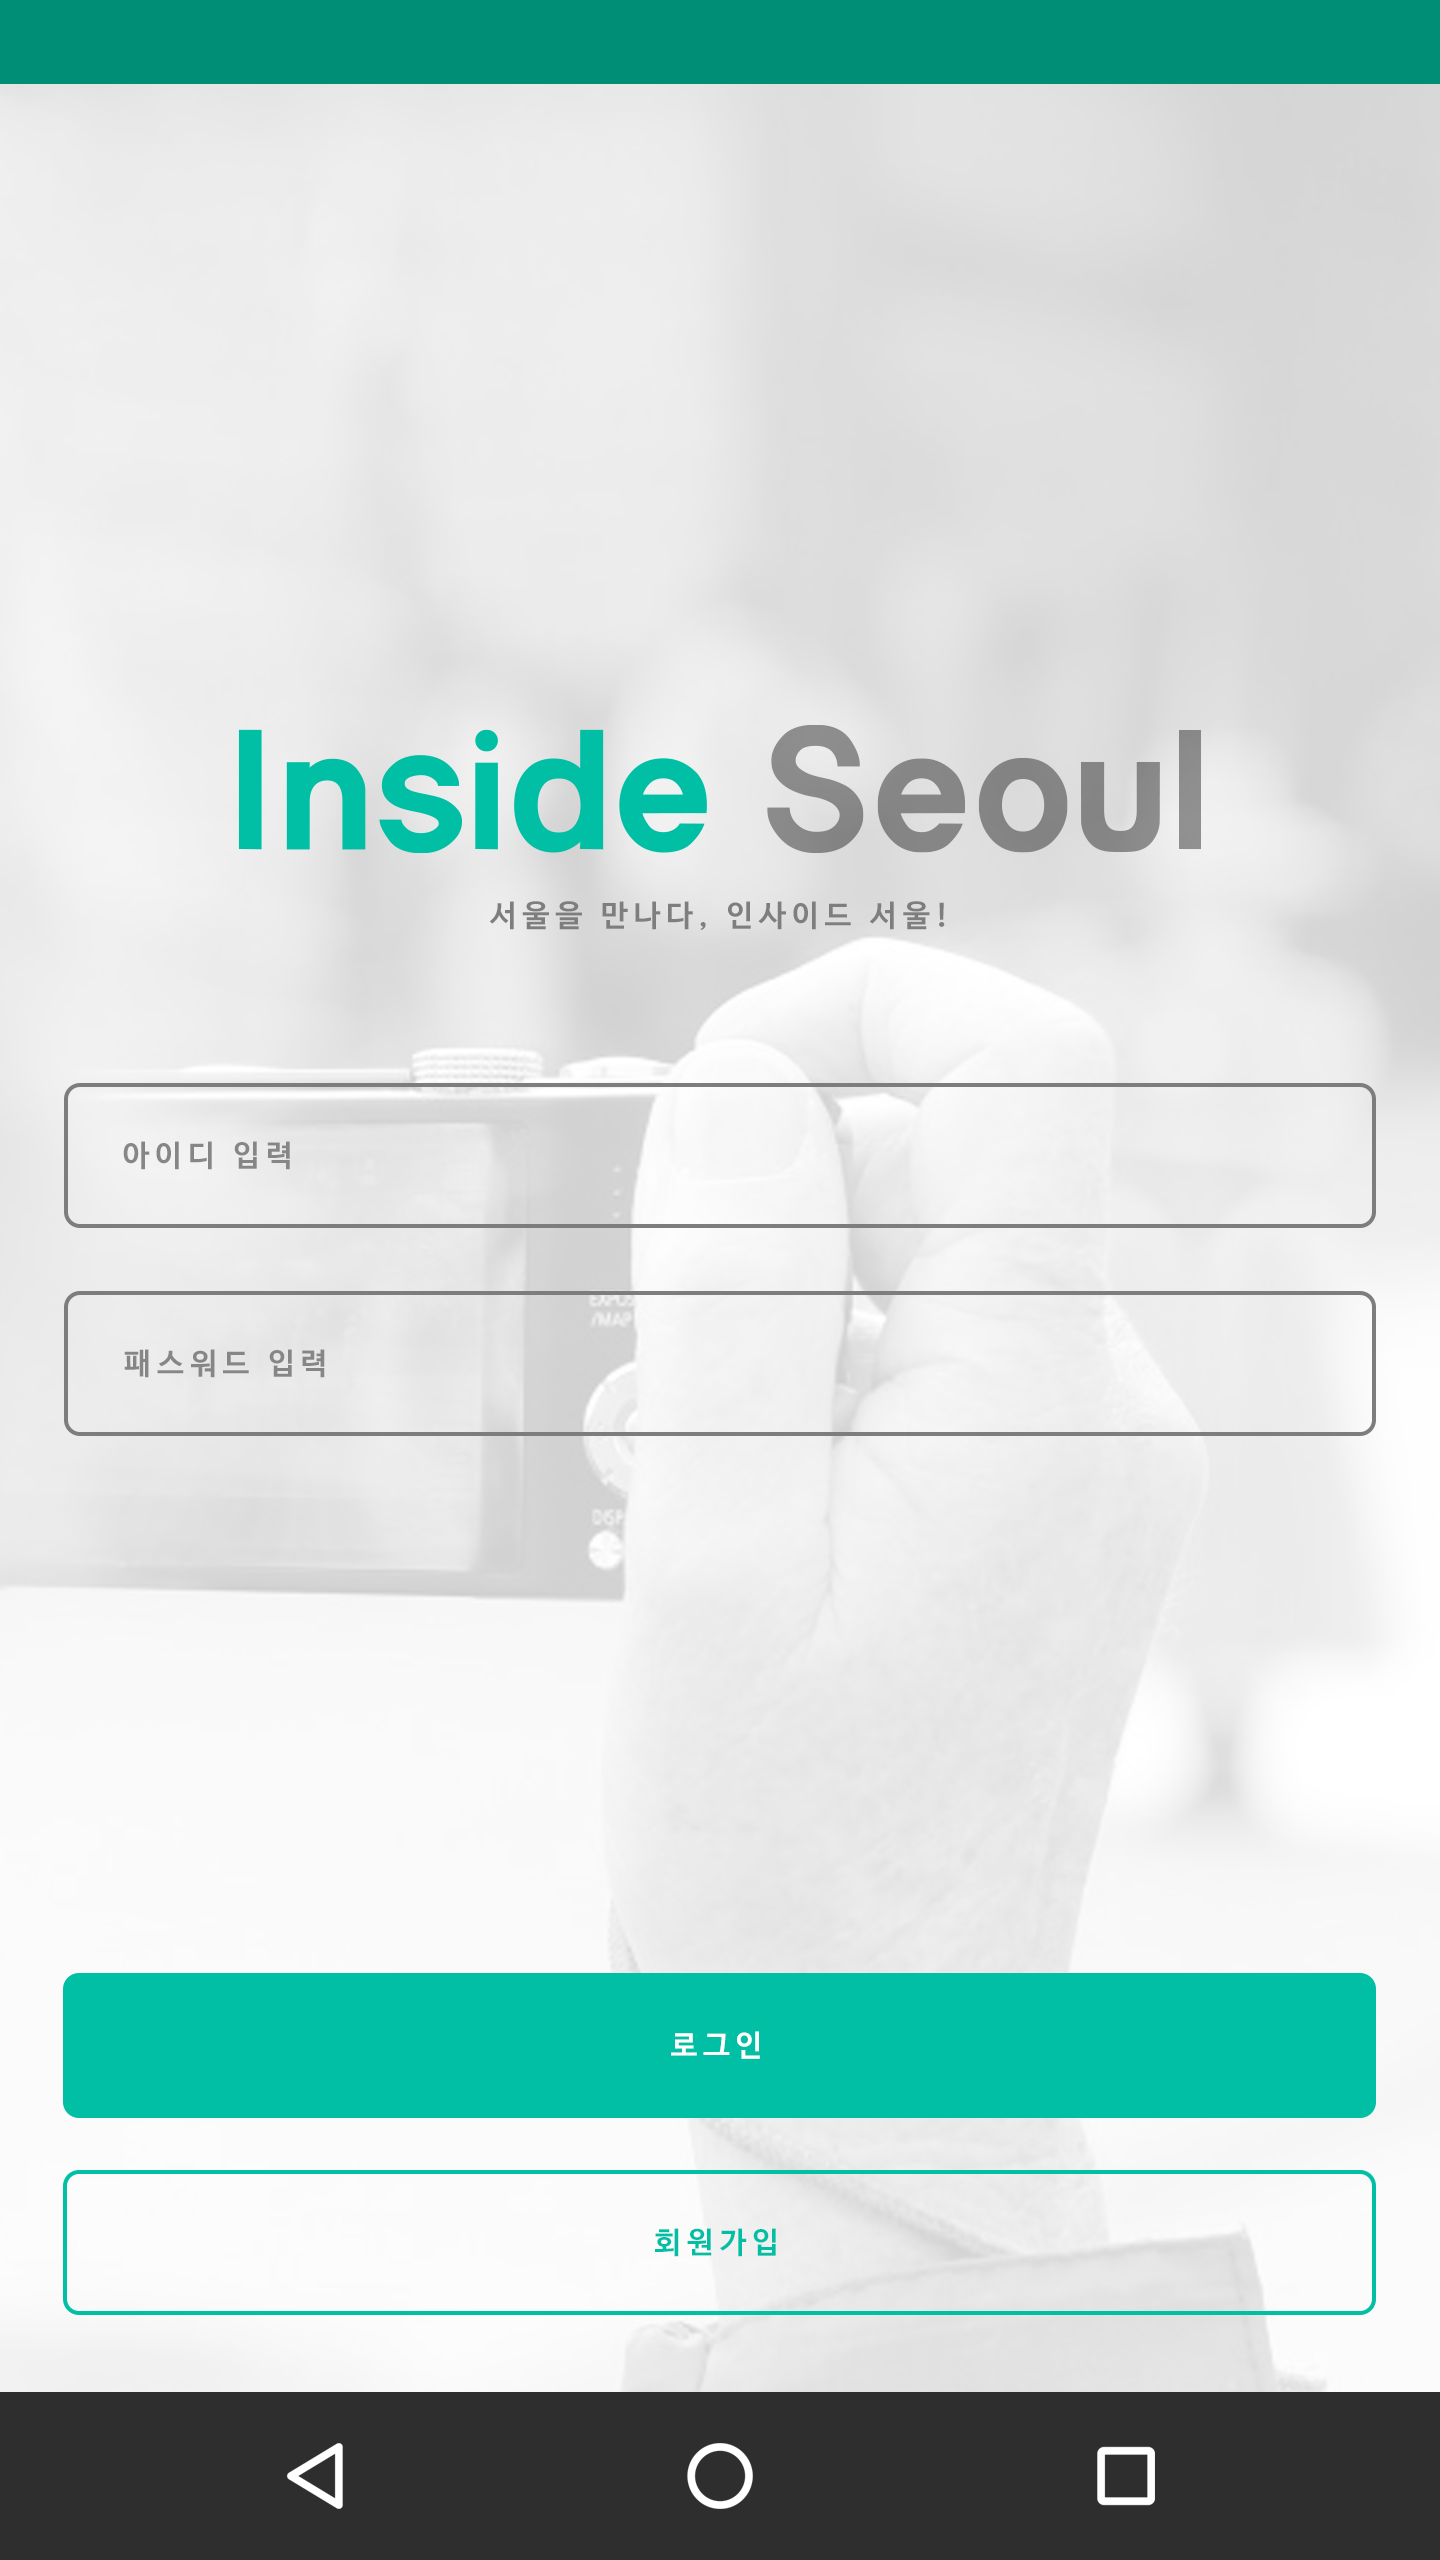 Inside Seoul
서울을 만나다, 인사이드 서울!
아이디 입력
/MAP
패스워드 입력
로그인
회원가입